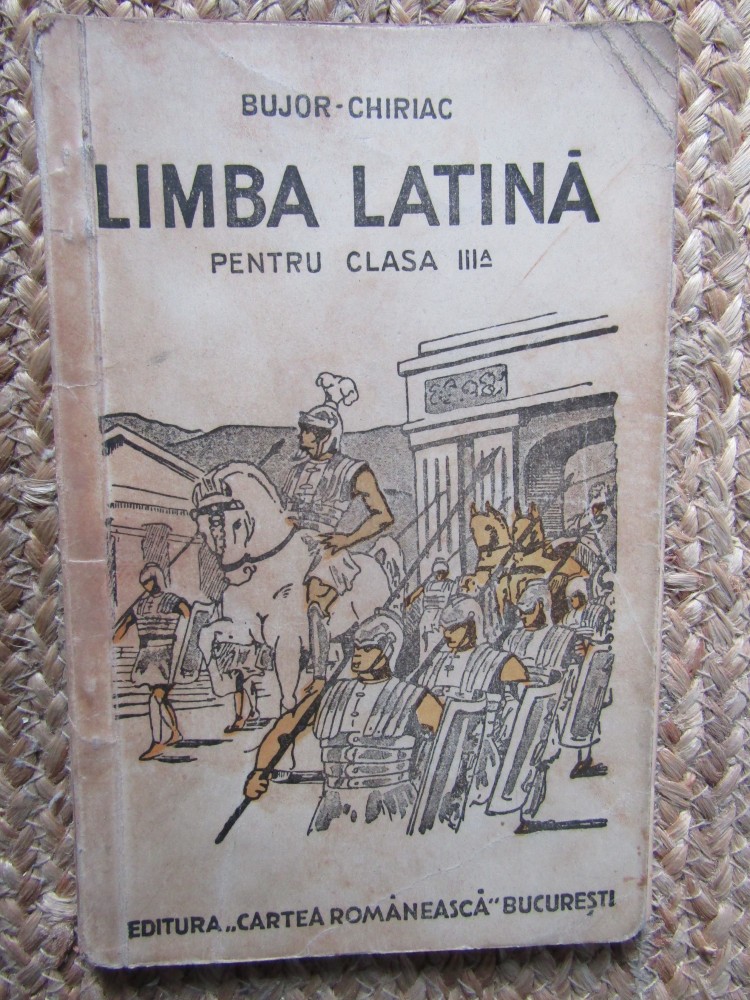 BUJOR-CHIRIAC
LIMBA LATINĂ
PENTRU CLASA IIIA
EDITURA „CARTEA ROMÂNEASCĂ" BUCUREȘTI